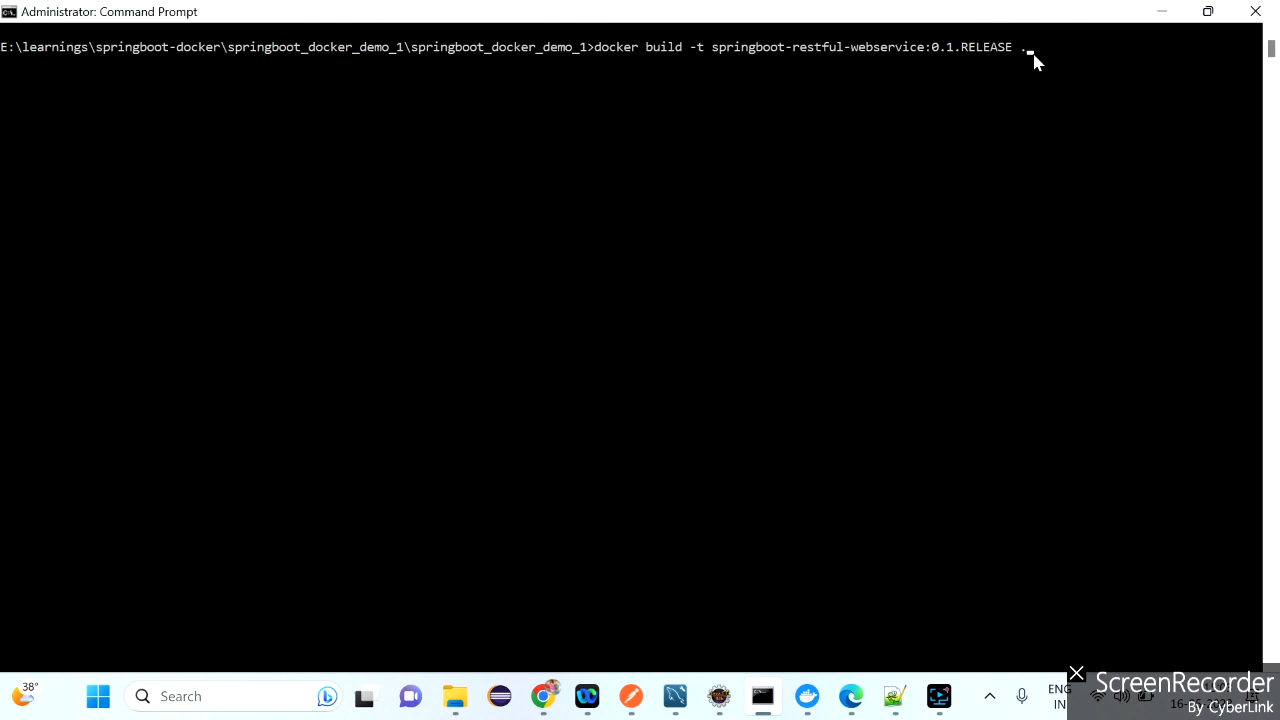 Administrator: Command Prompt
E:\learnings\springboot-docker\springboot_docker_demo_1\springboot_docker_demo_1>docker build -t springboot-restful-webservice:0.1.RELEASE .
38°
Search
ENG
IN
ScreenRecorder
By CyberLink